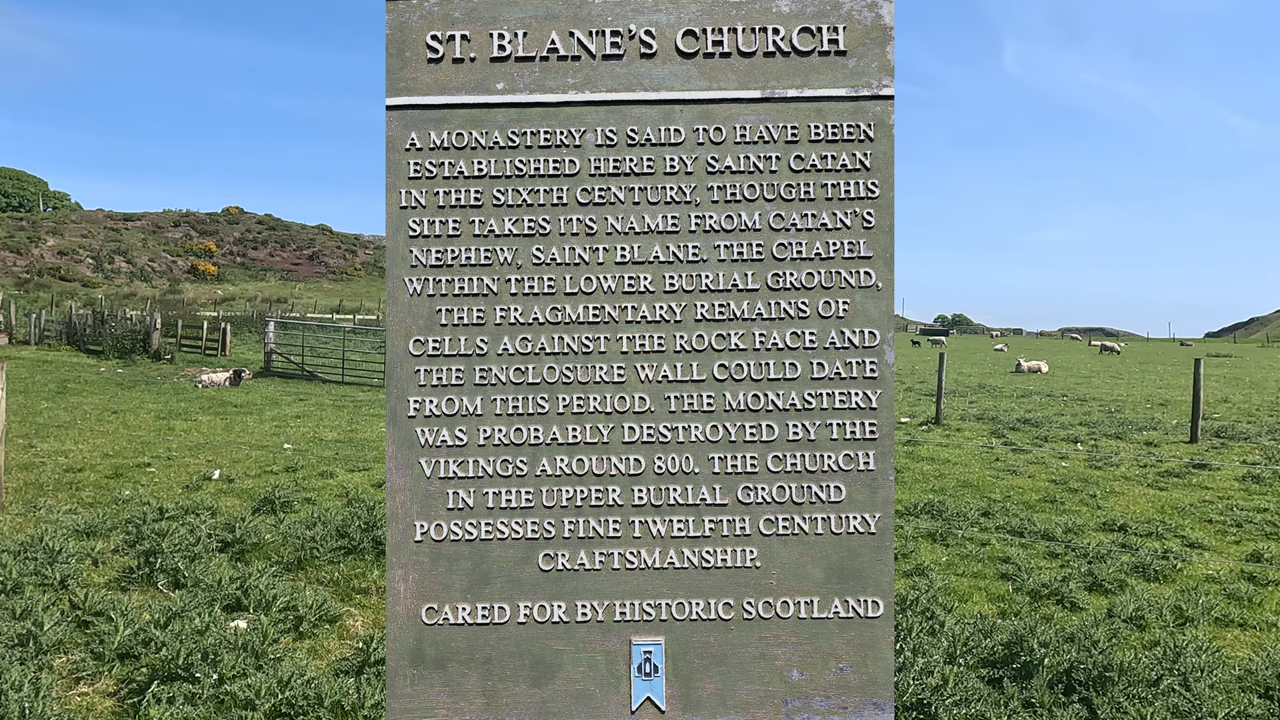 ST. BLANE'S CHURCH
A MONASTERY IS SAID TO HAVE BEEN
ESTABLISHED HERE BY SAINT CATAN
IN THE SIXTH CENTURY, THOUGH THIS
SITE TAKES ITS NAME FROM CATAN'S
NEPHEW, SAINT BLANE. THE CHAPEL
WITHIN THE LOWER BURIAL GROUND,
THE FRAGMENTARY REMAINS OF
CELLS AGAINST THE ROCK FACE AND
THE ENCLOSURE WALL COULD DATE
FROM THIS PERIOD. THE MONASTERY
WAS PROBABLY DESTROYED BY THE
VIKINGS AROUND 800. THE CHURCH
IN THE UPPER BURIAL GROUND
POSSESSES FINE TWELFTH CENTURY
CRAFTSMANSHIP.
CARED FOR BY HISTORIC SCOTLAND